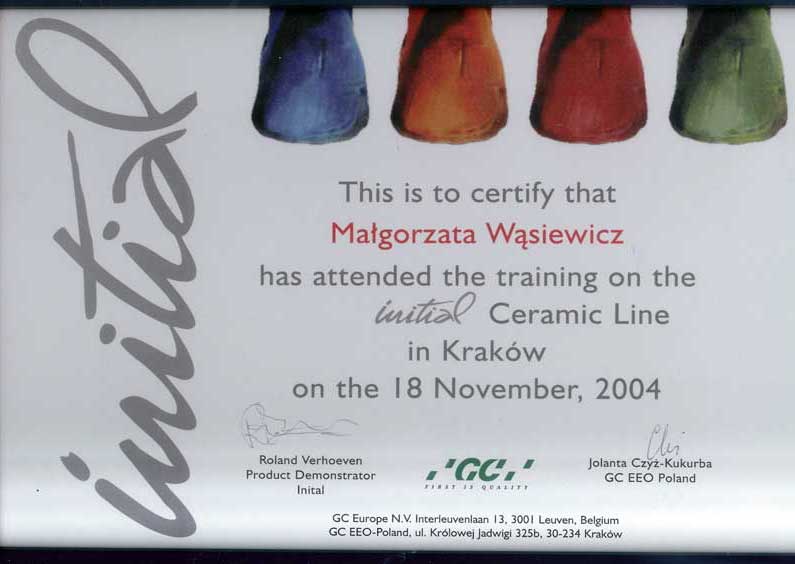 initial
This is to certify that
Małgorzata Wąsiewicz
has attended the training on the
initial Ceramic Line
in Kraków
on the 18 November, 2004
Roland Verhoeven
Product Demonstrator
Inital
'GC'
FIRST IS QUALITY
Jolanta Czyż-Kukurba
GC EEO Poland
GC Europe N.V. Interleuvenlaan 13, 3001 Leuven, Belgium
GC EEO-Poland, ul. Królowej Jadwigi 325b, 30-234 Kraków